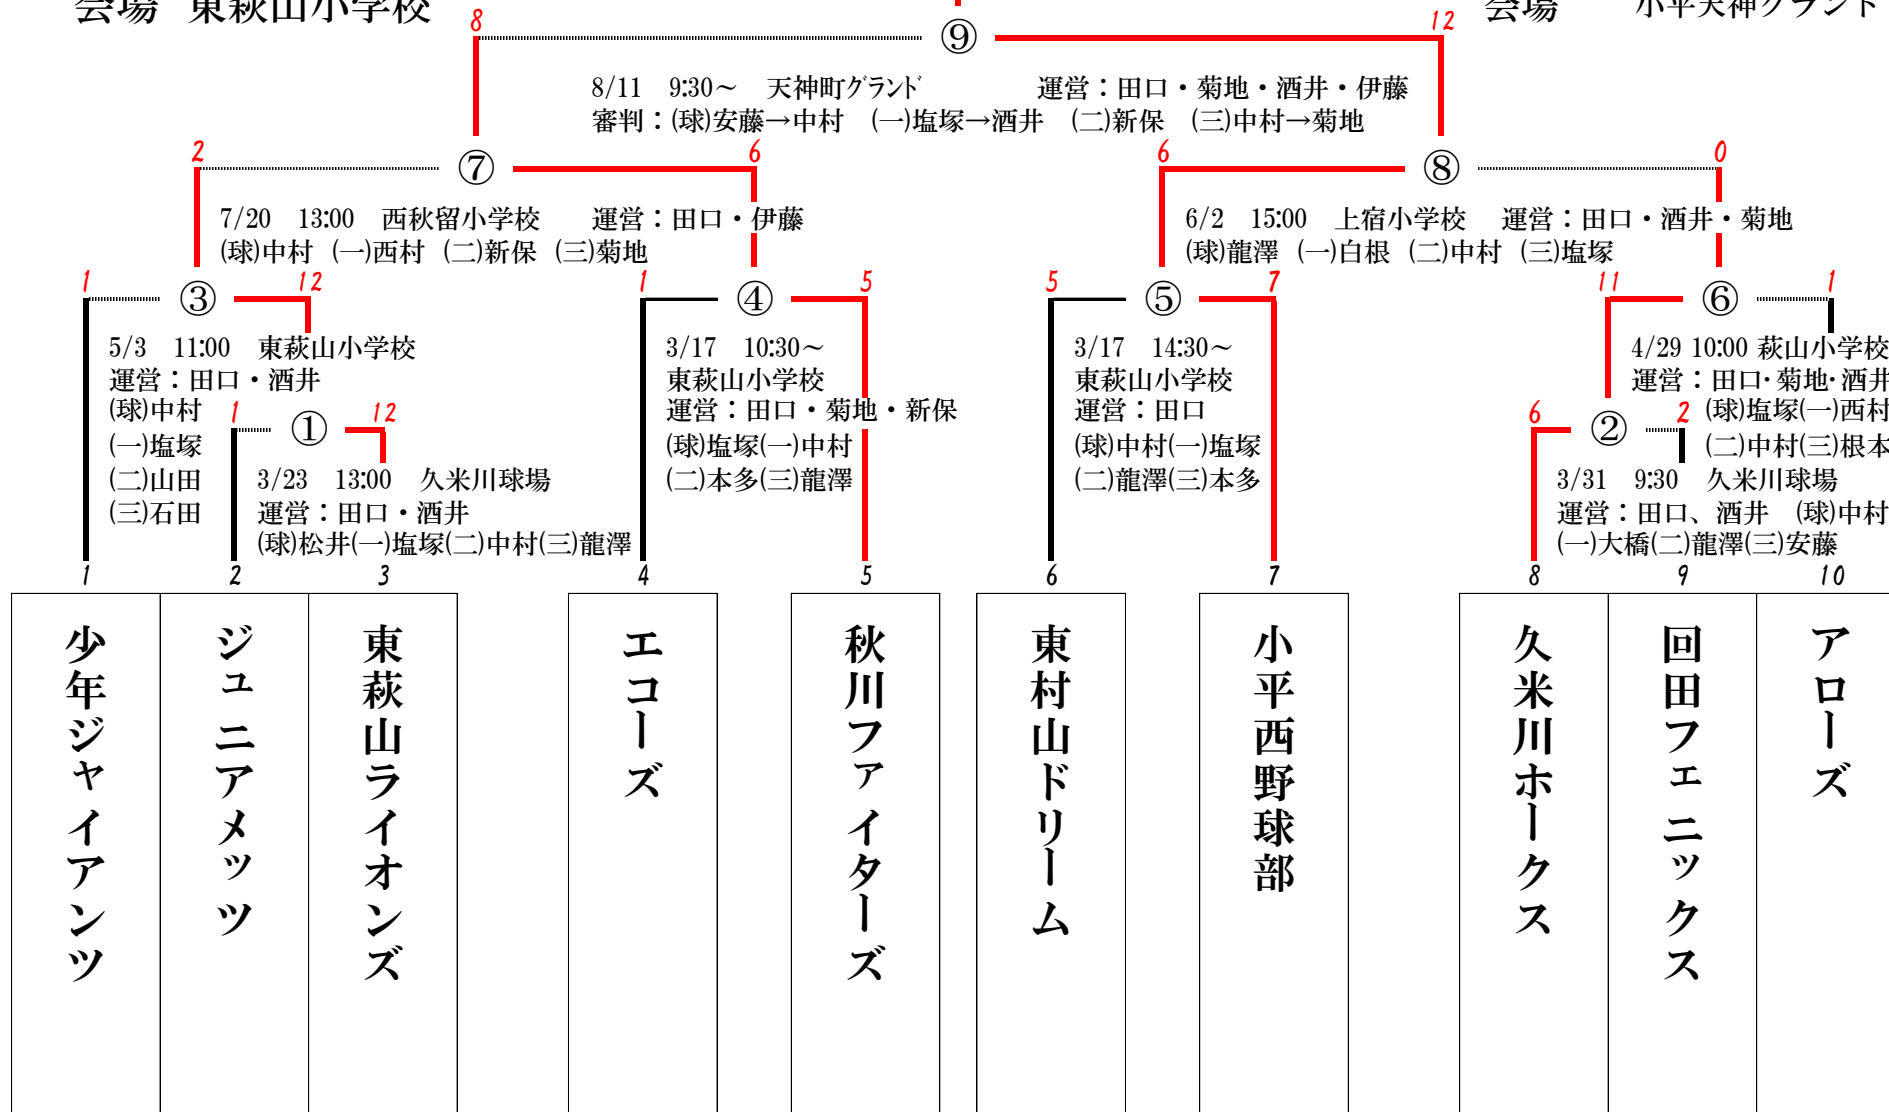 会場 東萩山小学校
会場 小平天神グランド
8 ⑨ 12
8/11 9:30～ 天神町グランド 運営：田口・菊地・酒井・伊藤
審判：(球)安藤→中村 (一)塩塚→酒井 (二)新保 (三)中村→菊地
2 ⑦ 6
7/20 13:00 西秋留小学校 運営：田口・伊藤
(球)中村 (一)西村 (二)新保 (三)菊地
6 ⑧ 0
6/2 15:00 上宿小学校 運営：田口・酒井・菊地
(球)龍澤 (一)白根 (二)中村 (三)塩塚
1 ③ 12
5/3 11:00 東萩山小学校
運営：田口・酒井
(球)中村
(一)塩塚
(二)山田
(三)石田
1 ① 12
3/23 13:00 久米川球場
運営：田口・酒井
(球)松井(一)塩塚(二)中村(三)龍澤
1 ④ 5
3/17 10:30～
東萩山小学校
運営：田口・菊地・新保
(球)塩塚(一)中村
(二)本多(三)龍澤
5 ⑤ 7
3/17 14:30～
東萩山小学校
運営：田口
(球)中村(一)塩塚
(二)龍澤(三)本多
11 ⑥ 1
4/29 10:00 萩山小学校
運営：田口・菊地・酒井
(球)塩塚(一)西村
(二)中村(三)根本
6 ② 2
3/31 9:30 久米川球場
運営：田口、酒井 (球)中村
(一)大橋(二)龍澤(三)安藤
1 2 3 4 5 6 7 8 9 10
少年ジャイアンツ
ジュニアメッツ
東萩山ライオンズ
エコーズ
秋川ファイターズ
東村山ドリーム
小平西野球部
久米川ホークス
回田フェニックス
アローズ